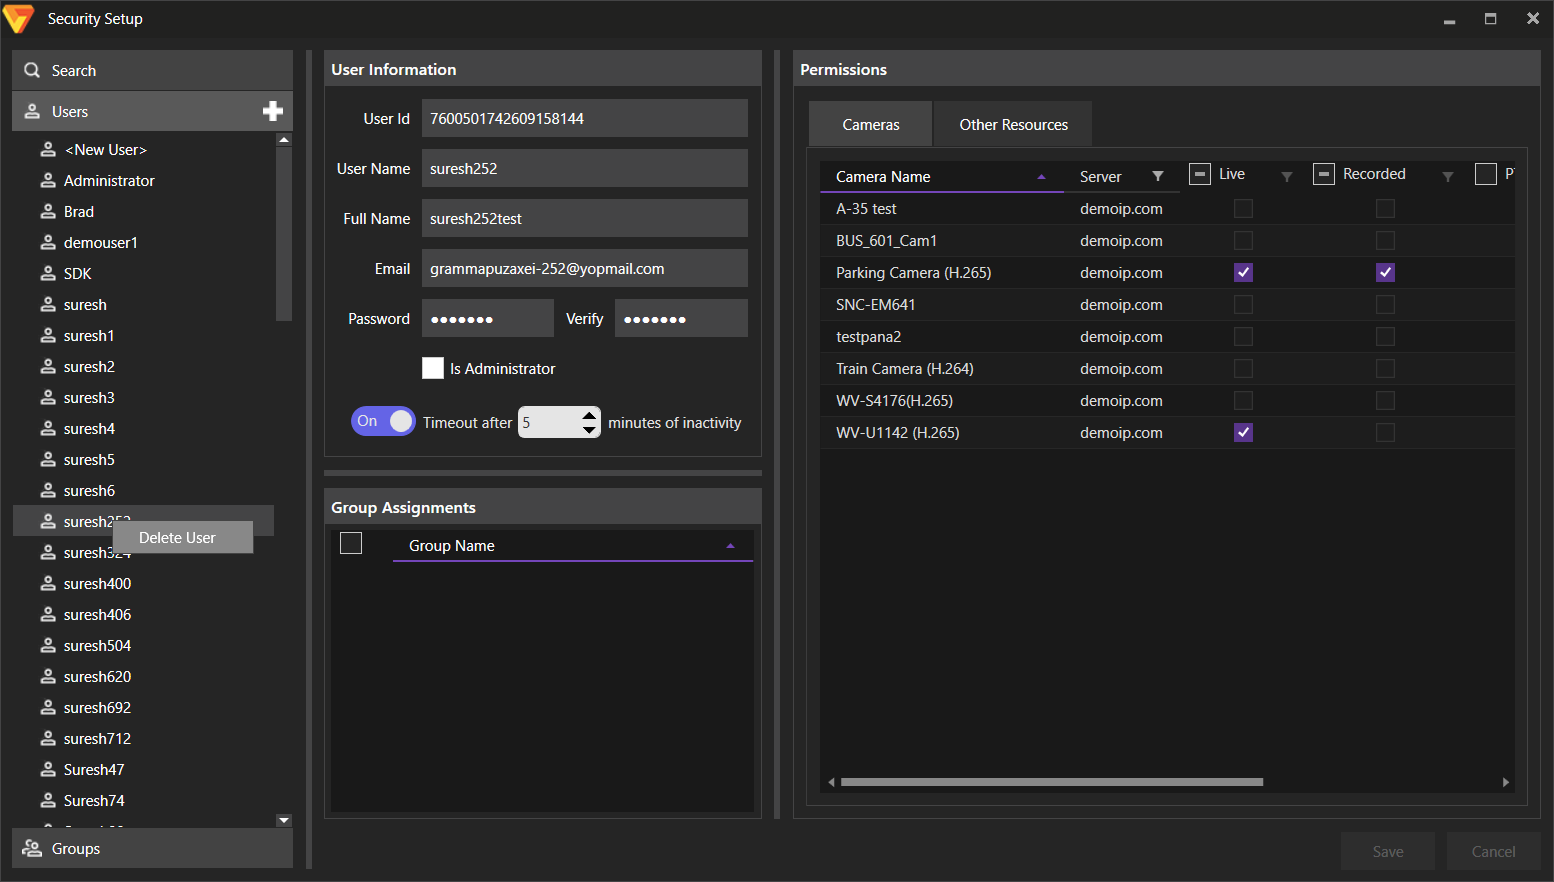 Security Setup
Search
Users
<New User>
Administrator
Brad
demouser1
SDK
suresh
suresh1
suresh2
suresh3
suresh4
suresh5
suresh6
suresh252
Delete User
suresh324
suresh400
suresh406
suresh504
suresh620
suresh692
suresh712
Suresh47
Suresh74
Groups
User Information
User Id 7600501742609158144
User Name suresh252
Full Name suresh252test
Email grammapuzaxei-252@yopmail.com
Password ●●●●●●● Verify ●●●●●●●
Is Administrator
On Timeout after 5 minutes of inactivity
Group Assignments
Group Name
Permissions
Cameras Other Resources
Camera Name Server Live Recorded
A-35 test demoip.com
BUS_601_Cam1 demoip.com
Parking Camera (H.265) demoip.com
SNC-EM641 demoip.com
testpana2 demoip.com
Train Camera (H.264) demoip.com
WV-S4176(H.265) demoip.com
WV-U1142 (H.265) demoip.com
Save Cancel